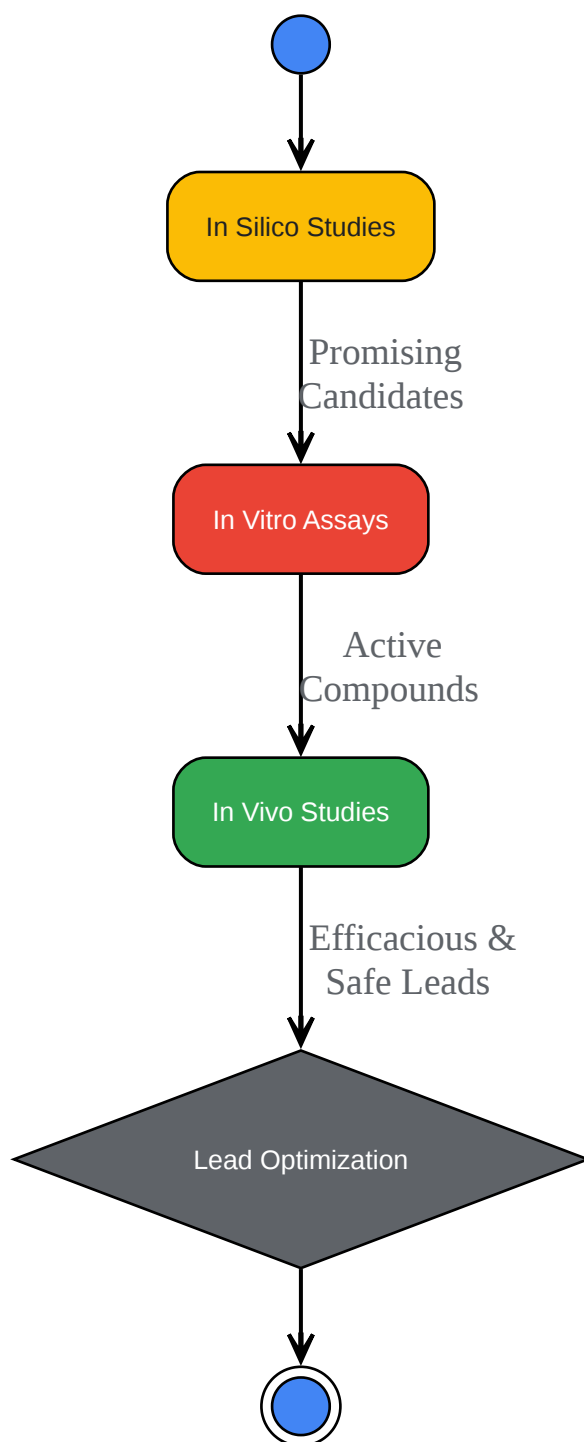 In Silico Studies
Promising
Candidates
In Vitro Assays
Active
Compounds
In Vivo Studies
Efficacious &
Safe Leads
Lead Optimization